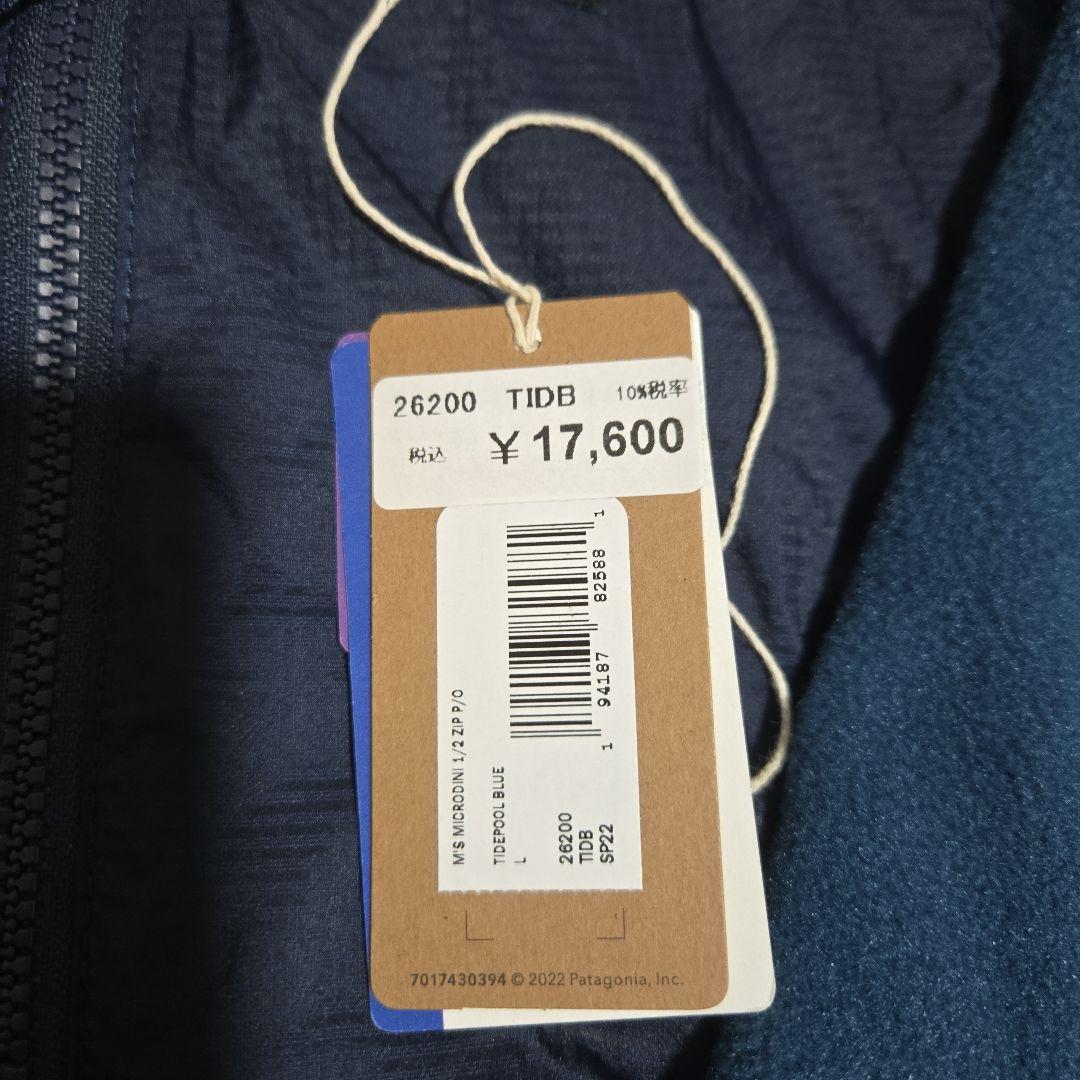 26200 TIDB 10%税率
税込 ¥17,600
M'S MICRODINI 1/2 ZIP P/O
TIDEPOOL BLUE
L
26200
TIDB
SP22
1 94187 82588 1
7017430394 © 2022 Patagonia, Inc.